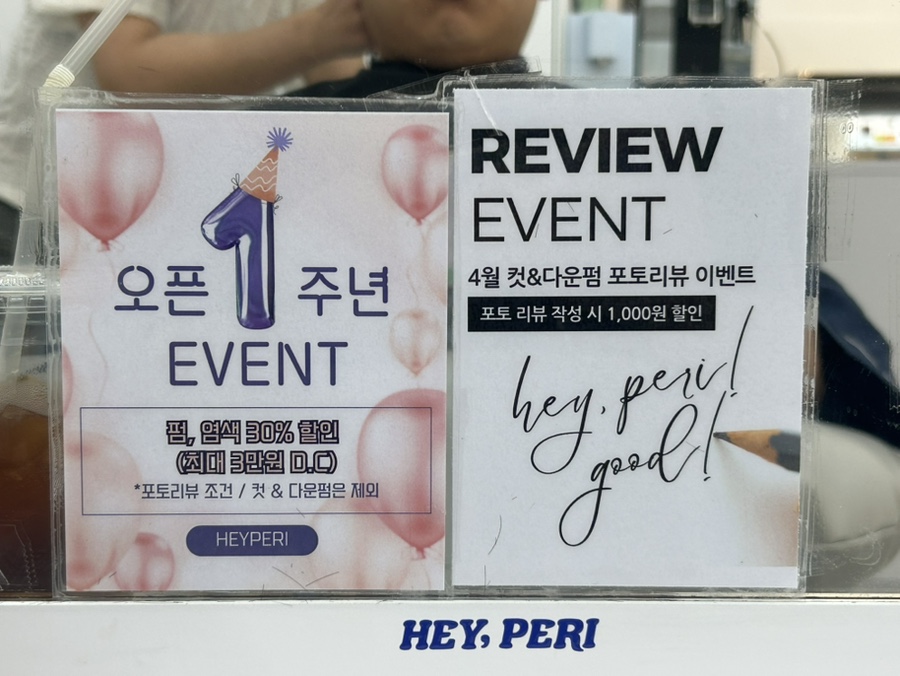 오픈 1 주년
EVENT
펌, 염색 30% 할인
(최대 3만원 D.C)
*포토리뷰 조건 / 컷 & 다운펌은 제외
HEYPERI
REVIEW
EVENT
4월 컷&다운펌 포토리뷰 이벤트
포토 리뷰 작성 시 1,000원 할인
hey, peri!
good!
HEY, PERI